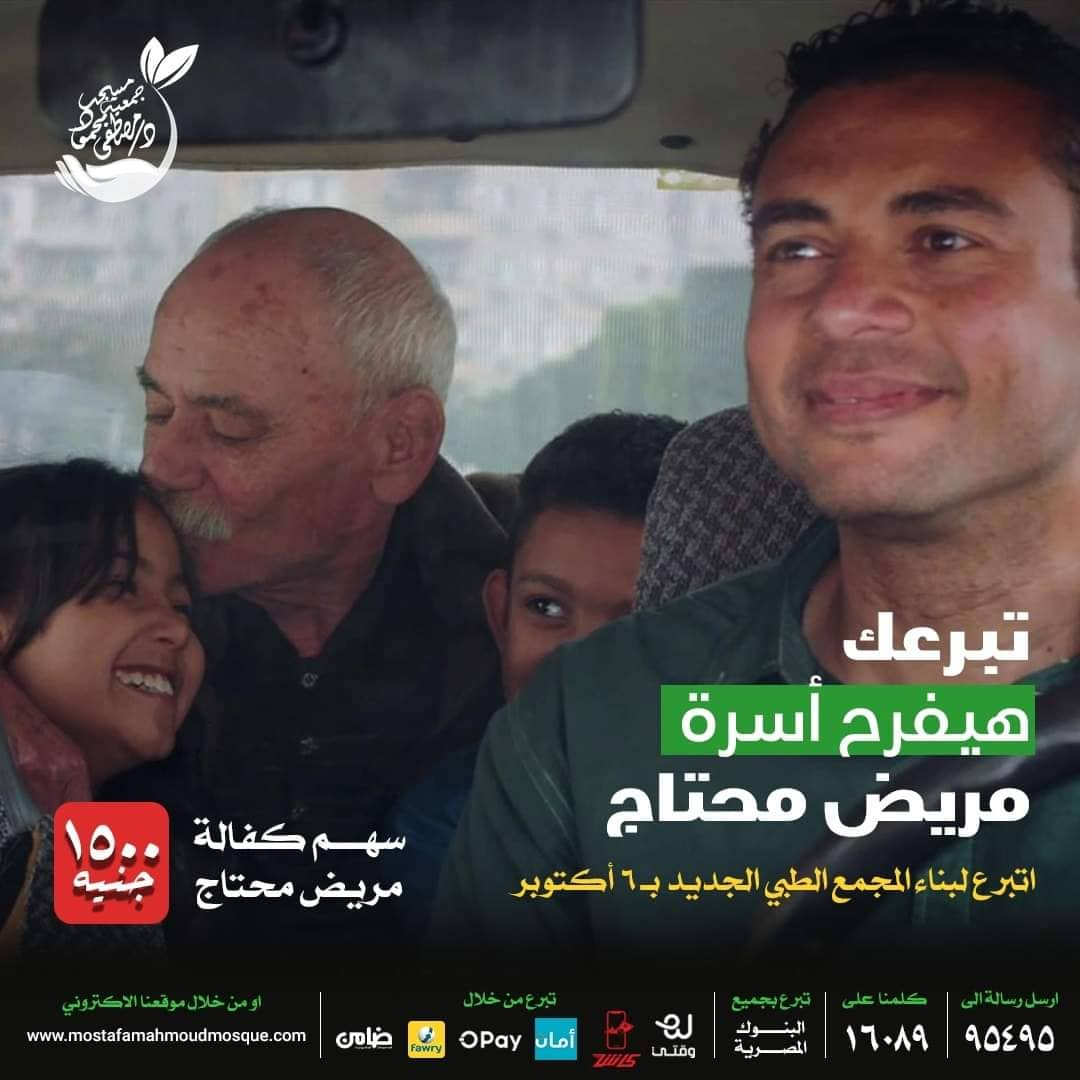 جمعية مسجد
د/مصطفى محمود
تبرعك
هيفرح أسرة
مريض محتاج
اتبرع لبناء المجمع الطبي الجديد بـ ٦ أكتوبر
سهم كفالة
مريض محتاج
١٥٠٠
جنيه
ارسل رسالة الى
٩٥٤٩٥
كلمنا على
١٦٠٨٩
تبرع بجميع
البنوك
المصرية
تبرع من خلال
وقتي
كاش
أمان
OPay
Fawry
ضامن
او من خلال موقعنا الاكتروني
www.mostafamahmoudmosque.com